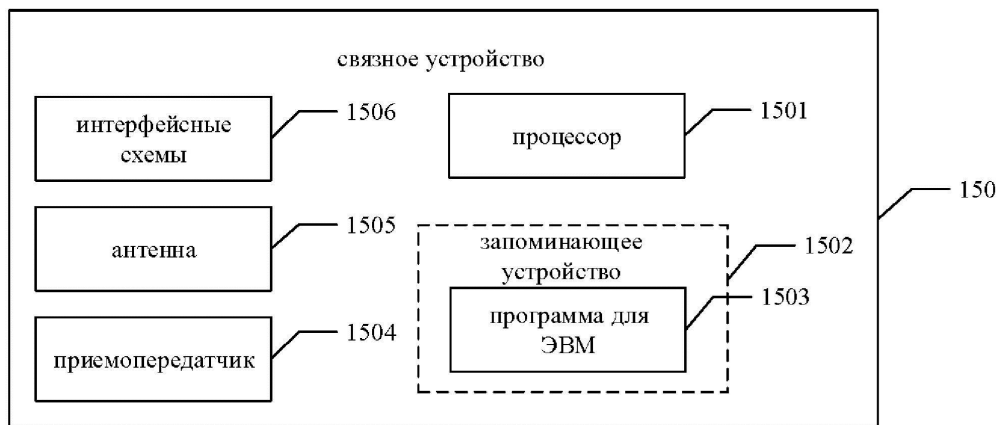 связное устройство
интерфейсные
схемы
1506
процессор
1501
150
антенна
1505
запоминающее
устройство
1502
программа для
ЭВМ
1503
приемопередатчик
1504